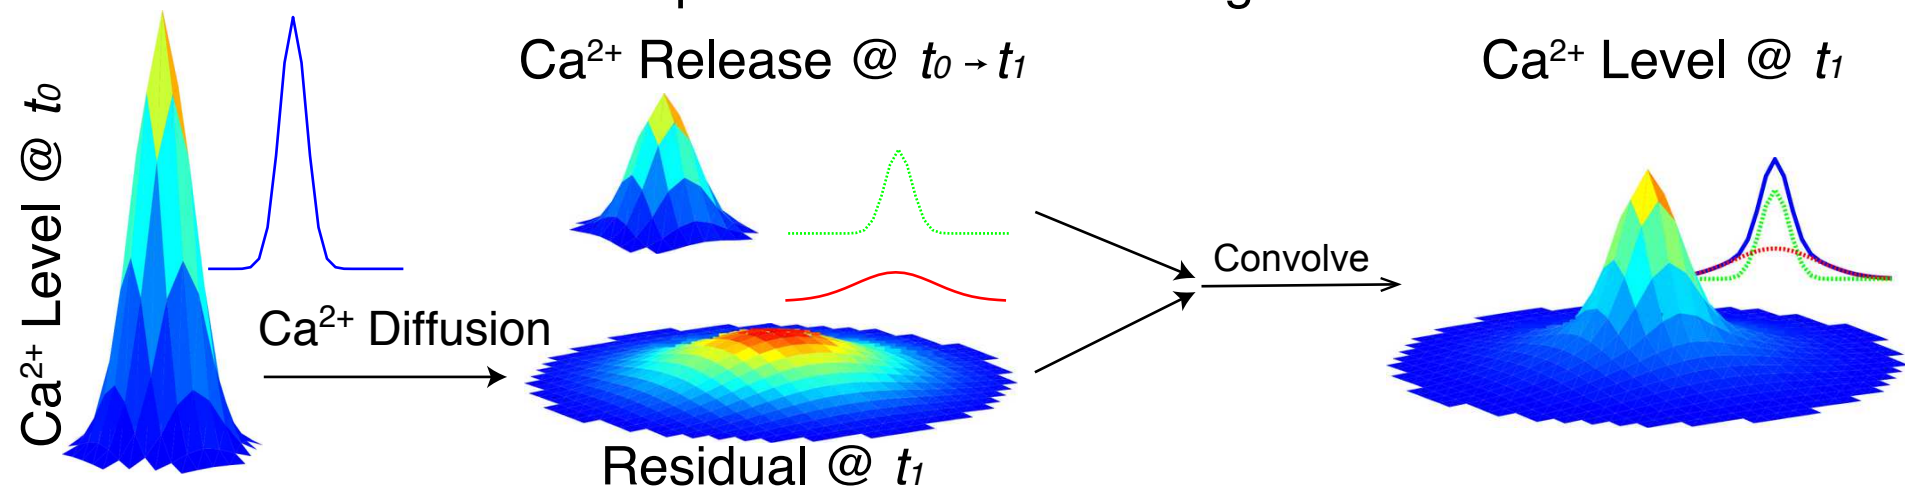 Ca²⁺ Level @ t₀
Ca²⁺ Release @ t₀ → t₁
Ca²⁺ Level @ t₁
Convolve
Ca²⁺ Diffusion
Residual @ t₁